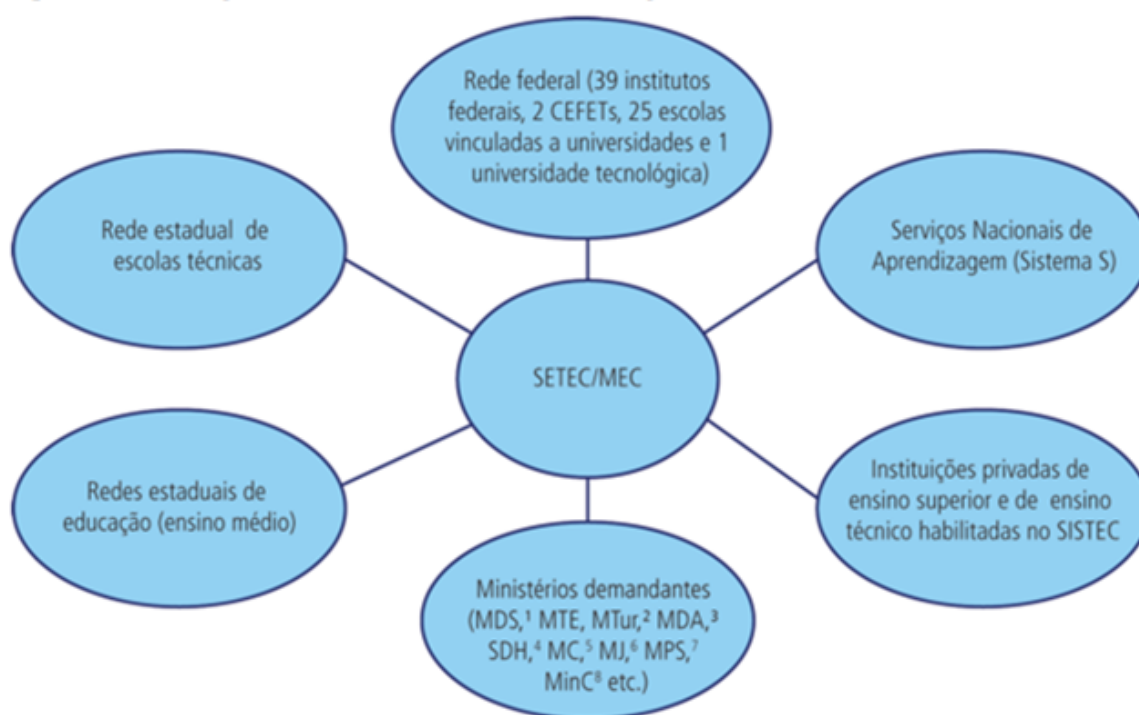 Rede federal (39 institutos
federais, 2 CEFETs, 25 escolas
vinculadas a universidades e 1
universidade tecnológica)
Rede estadual de
escolas técnicas
Serviços Nacionais de
Aprendizagem (Sistema S)
SETEC/MEC
Redes estaduais de
educação (ensino médio)
Instituições privadas de
ensino superior e de ensino
técnico habilitadas no SISTEC
Ministérios demandantes
(MDS,¹ MTE, MTur,² MDA,³
SDH,⁴ MC,⁵ MJ,⁶ MPS,⁷
MinC⁸ etc.)